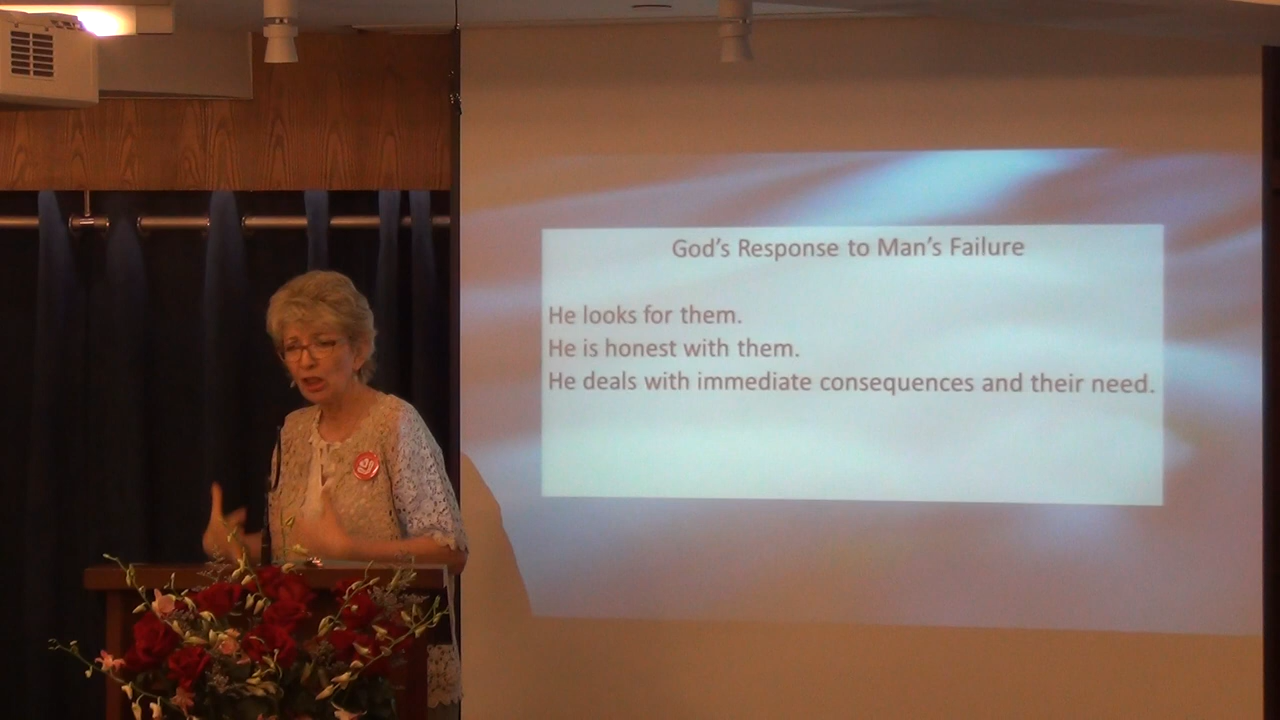 God's Response to Man's Failure
He looks for them.
He is honest with them.
He deals with immediate consequences and their need.